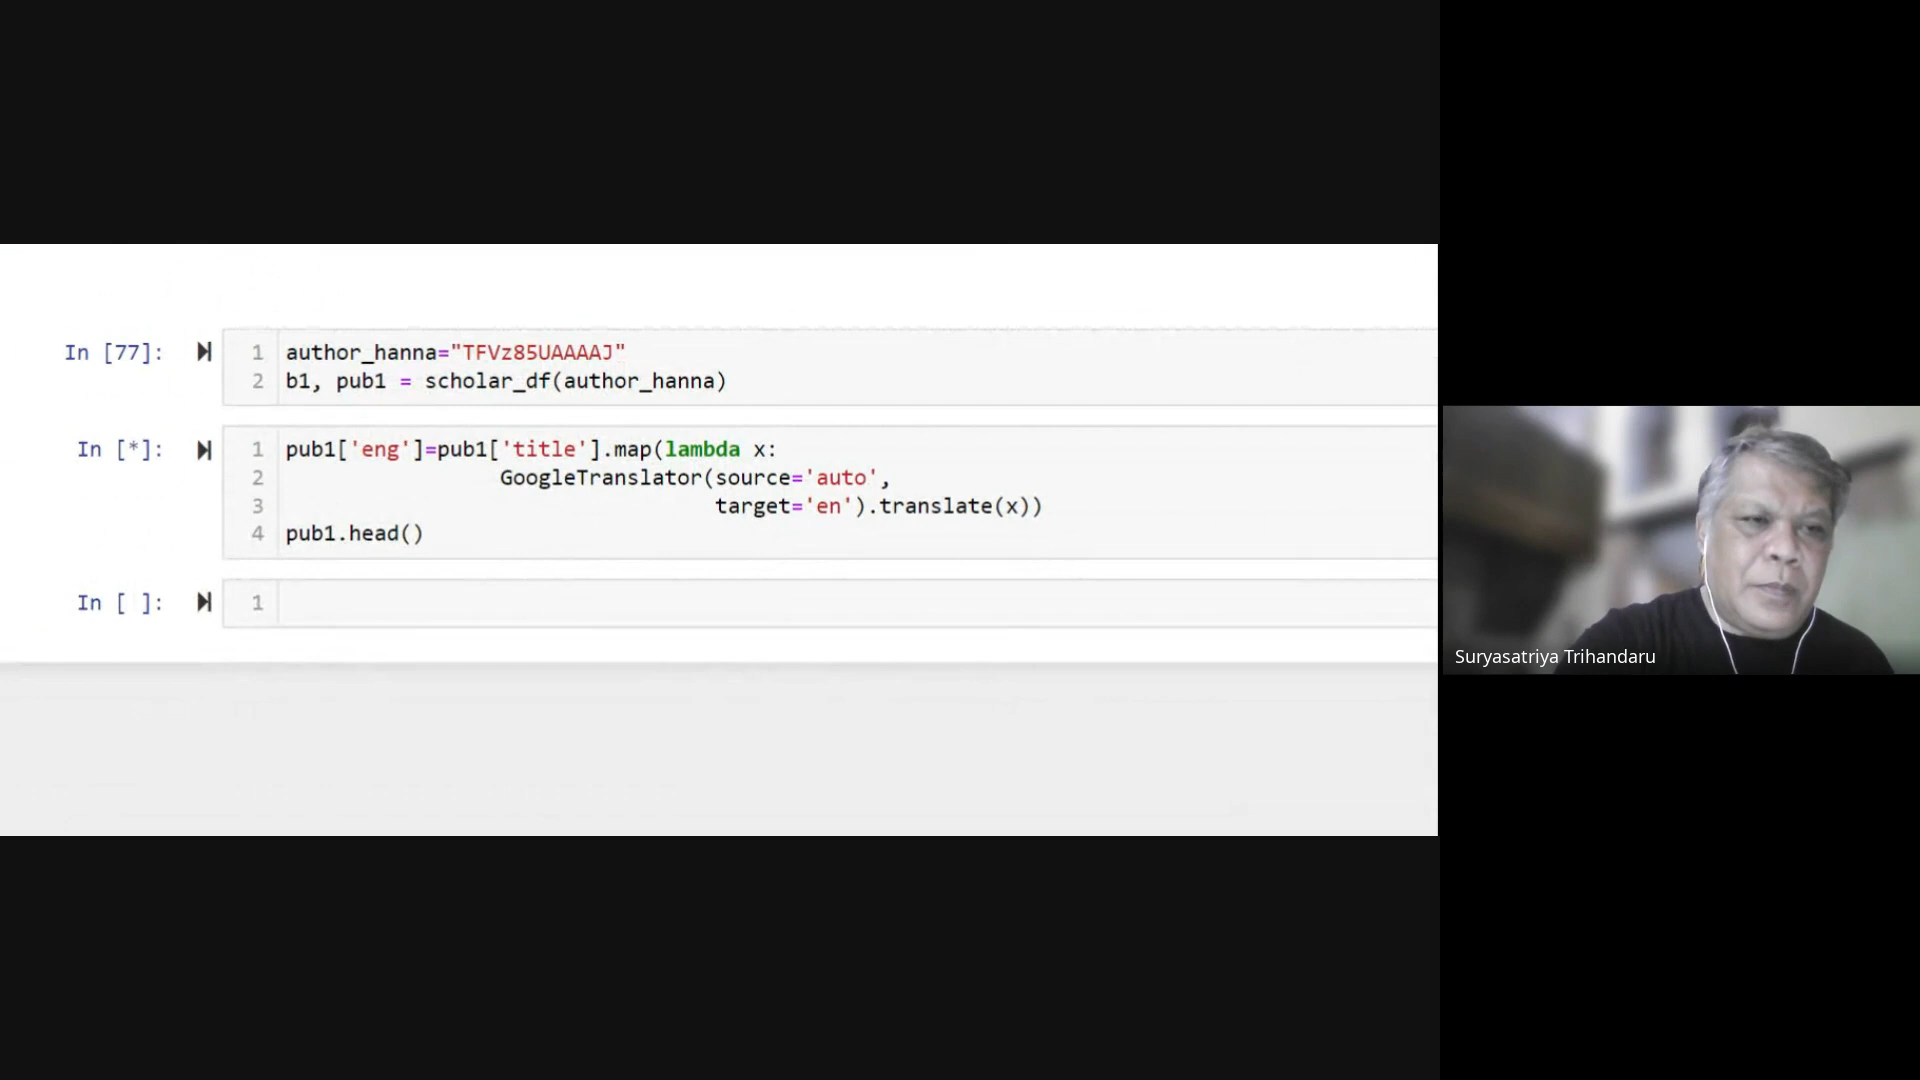 In [77]:
1 author_hanna="TFVz85UAAAAJ"
2 b1, pub1 = scholar_df(author_hanna)
In [*]:
1 pub1['eng']=pub1['title'].map(lambda x:
2 GoogleTranslator(source='auto',
3 target='en').translate(x))
4 pub1.head()
In [ ]:
1
Suryasatriya Trihandaru